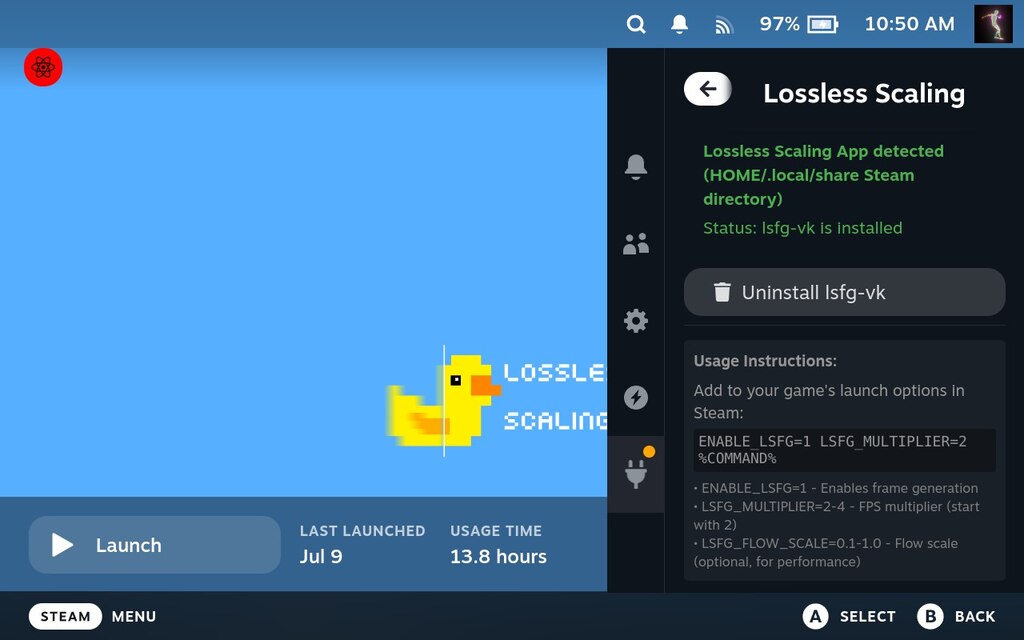 97% 10:50 AM
Lossless Scaling
Lossless Scaling App detected
(HOME/.local/share Steam
directory)
Status: lsfg-vk is installed
Uninstall lsfg-vk
Usage Instructions:
Add to your game's launch options in
Steam:
ENABLE_LSFG=1 LSFG_MULTIPLIER=2
%COMMAND%
• ENABLE_LSFG=1 - Enables frame generation
• LSFG_MULTIPLIER=2-4 - FPS multiplier (start
with 2)
• LSFG_FLOW_SCALE=0.1-1.0 - Flow scale
(optional, for performance)
LOSSLE
SCALING
Launch
LAST LAUNCHED
Jul 9
USAGE TIME
13.8 hours
STEAM MENU
A SELECT B BACK